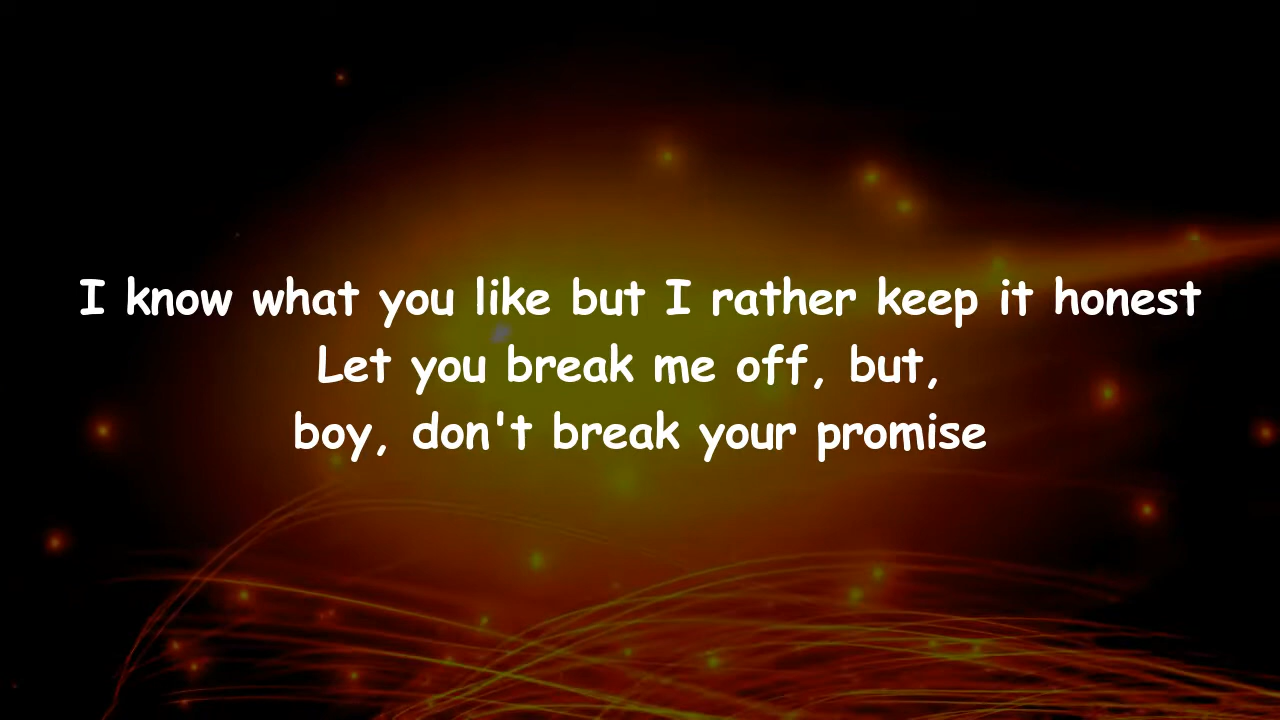 I know what you like but I rather keep it honest
Let you break me off, but,
boy, don't break your promise